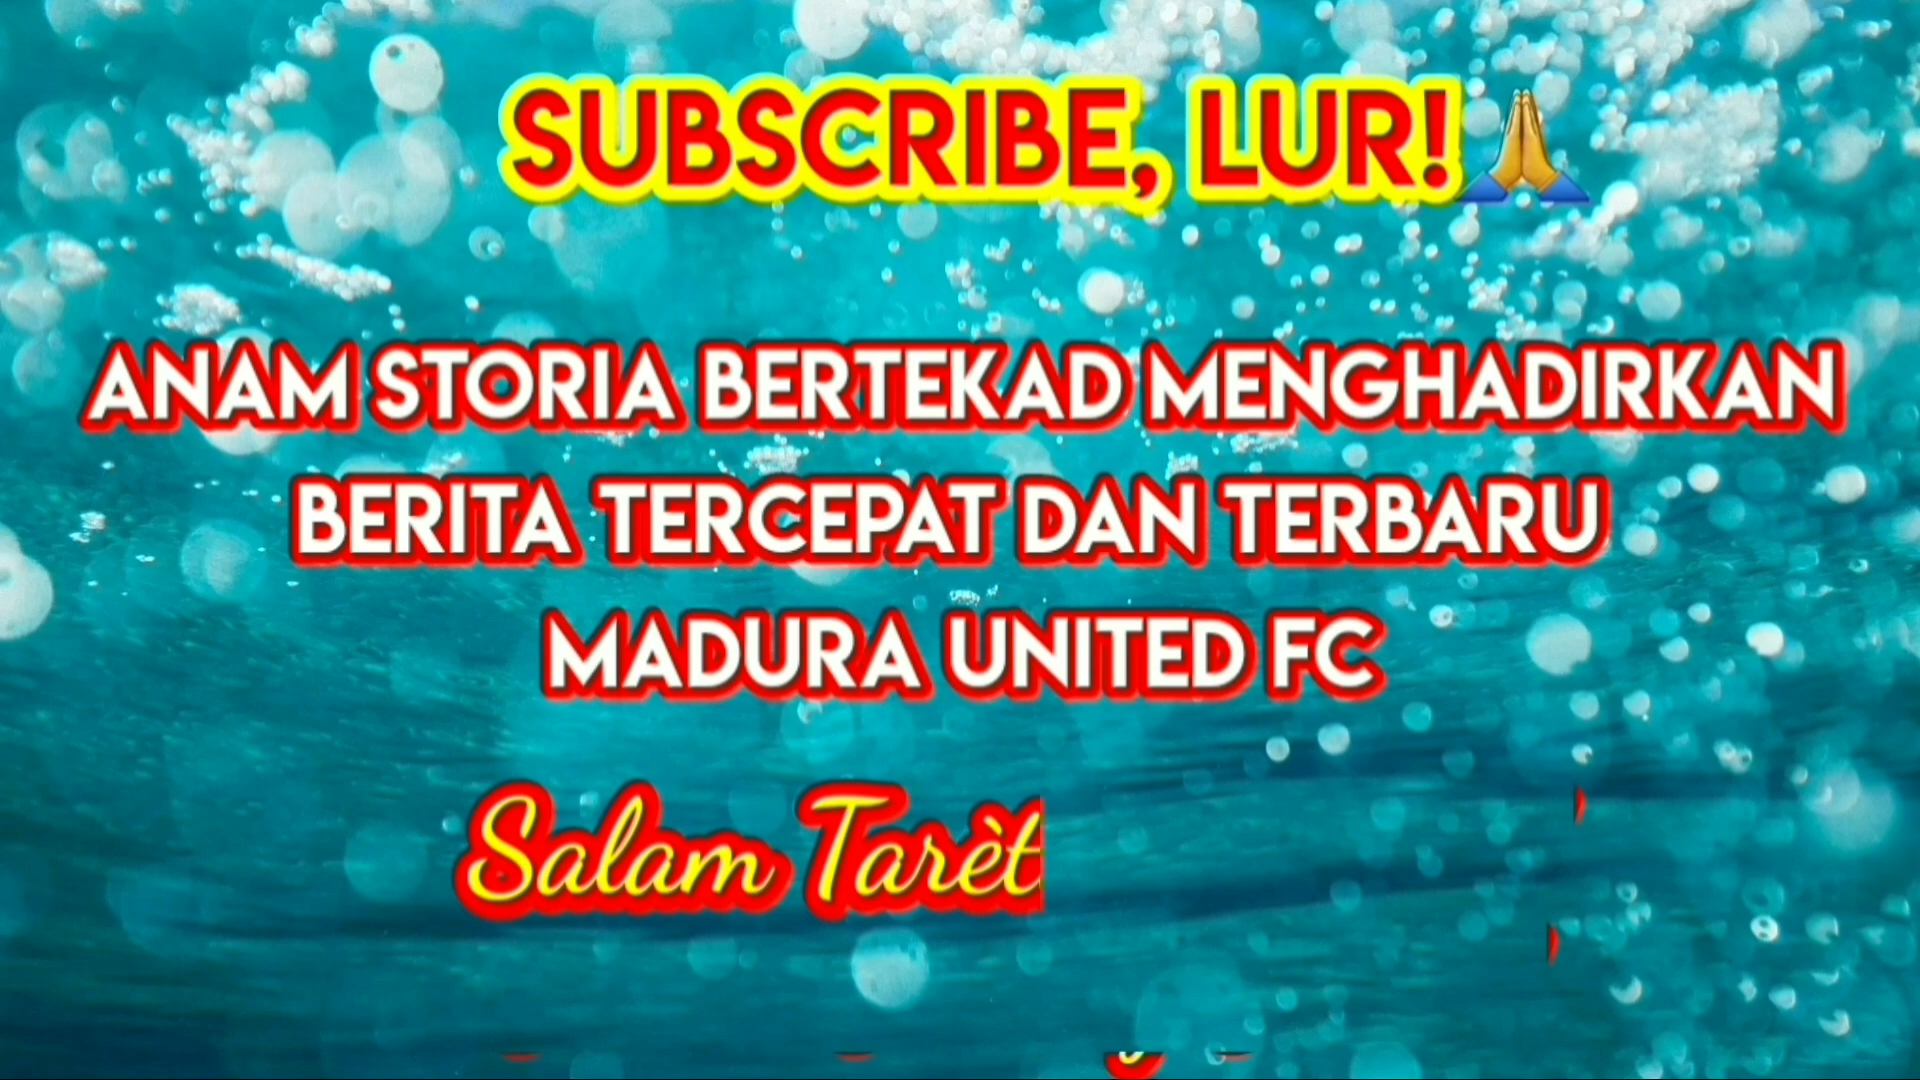 SUBSCRIBE, LUR!🙏
ANAM STORIA BERTEKAD MENGHADIRKAN
BERITA TERCEPAT DAN TERBARU
MADURA UNITED FC
Salam Tarèt